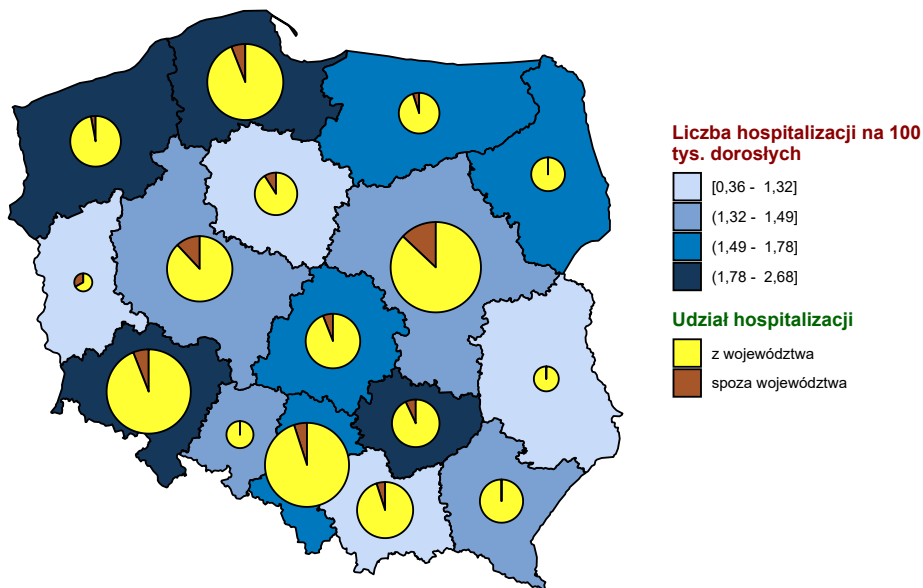 Liczba hospitalizacji na 100
tys. dorosłych
[0,36 - 1,32]
(1,32 - 1,49]
(1,49 - 1,78]
(1,78 - 2,68]
Udział hospitalizacji
z województwa
spoza województwa